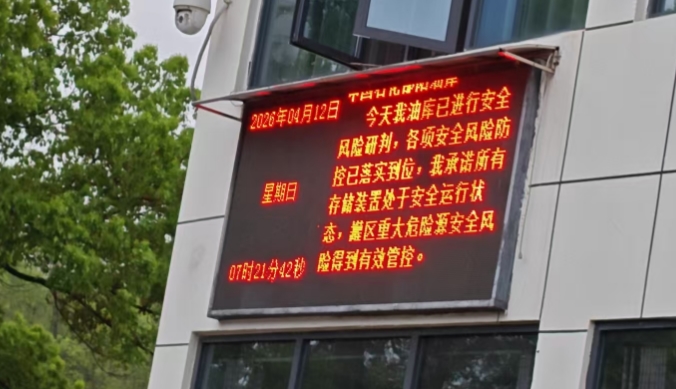 2026年04月12日
星期日
07时21分42秒
今天我油库已进行安全
风险研判，各项安全风险防
控已落实到位，我承诺所有
存储装置处于安全运行状
态，罐区重大危险源安全风
险得到有效管控。